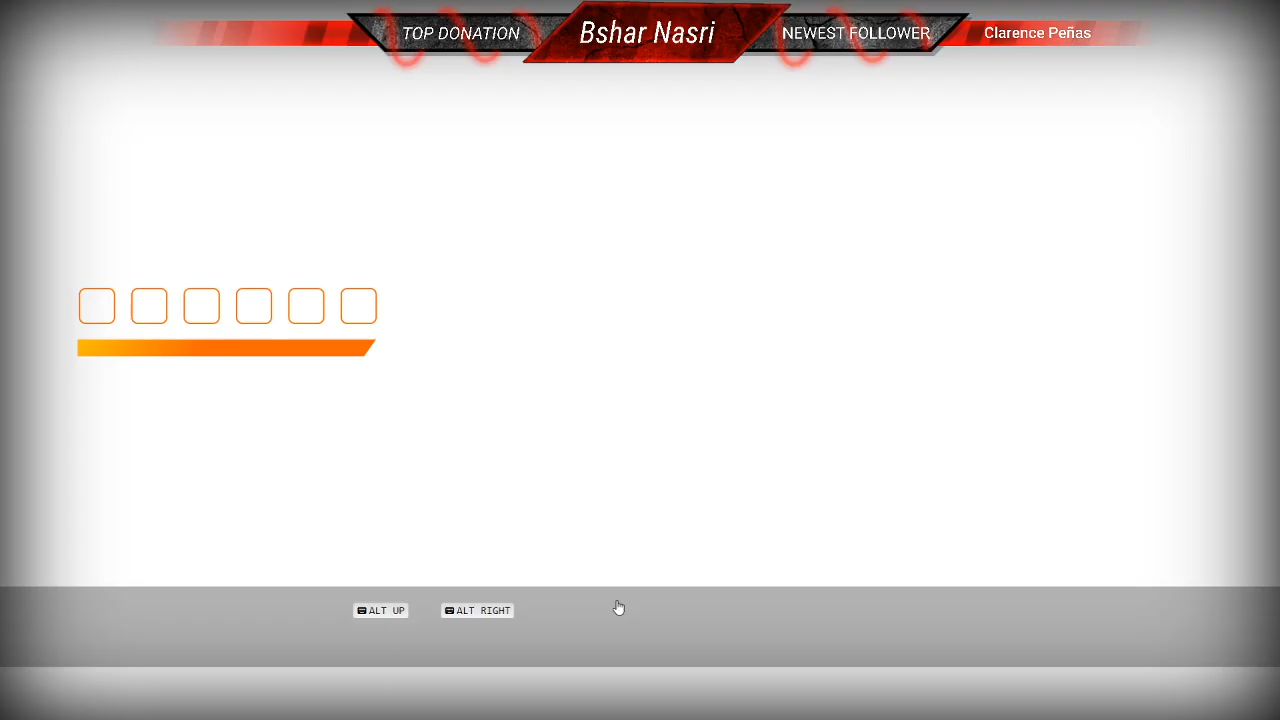 TOP DONATION
Bshar Nasri
NEWEST FOLLOWER
Clarence Peñas
ALT UP
ALT RIGHT